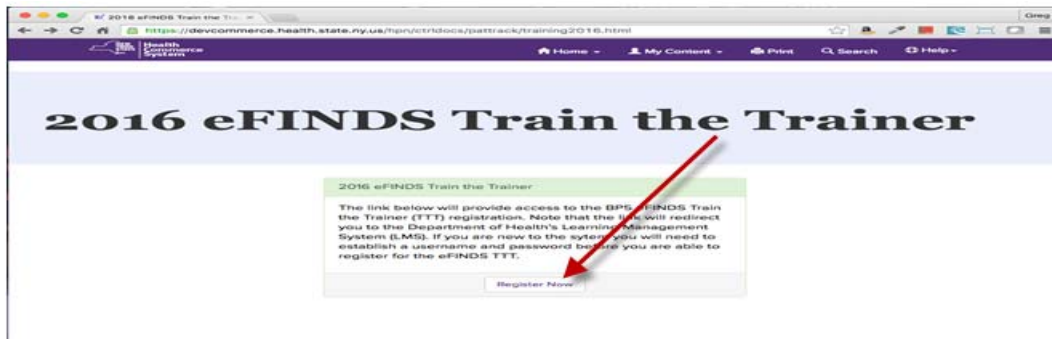 2016 eFINDS Train the Tra
Greg
https://devcommerce.health.state.ny.us/hpn/ctrldocs/pattrack/training2016.html
Health
Commerce
System
Home
My Content
Print
Search
Help
2016 eFINDS Train the Trainer
2016 eFINDS Train the Trainer
The link below will provide access to the BPS eFINDS Train
the Trainer (TTT) registration. Note that the link will redirect
you to the Department of Health's Learning Management
System (LMS). If you are new to the sytem you will need to
establish a username and password before you are able to
register for the eFINDS TTT.
Register Now